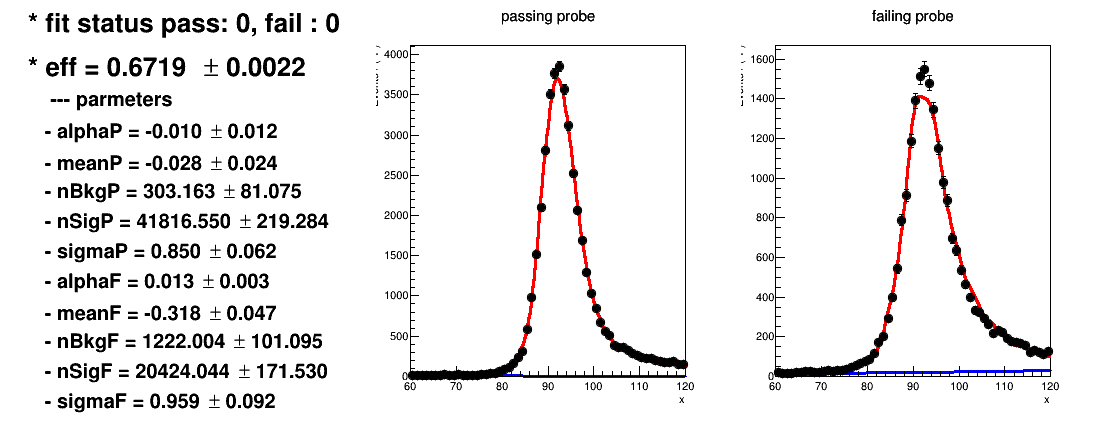 * fit status pass: 0, fail : 0
* eff = 0.6719 ± 0.0022
--- parmeters
- alphaP = -0.010 ± 0.012
- meanP = -0.028 ± 0.024
- nBkgP = 303.163 ± 81.075
- nSigP = 41816.550 ± 219.284
- sigmaP = 0.850 ± 0.062
- alphaF = 0.013 ± 0.003
- meanF = -0.318 ± 0.047
- nBkgF = 1222.004 ± 101.095
- nSigF = 20424.044 ± 171.530
- sigmaF = 0.959 ± 0.092
passing probe
4000
3500
3000
2500
2000
1500
1000
500
0
60 70 80 90 100 110 120
x
failing probe
1600
1400
1200
1000
800
600
400
200
0
60 70 80 90 100 110 120
x